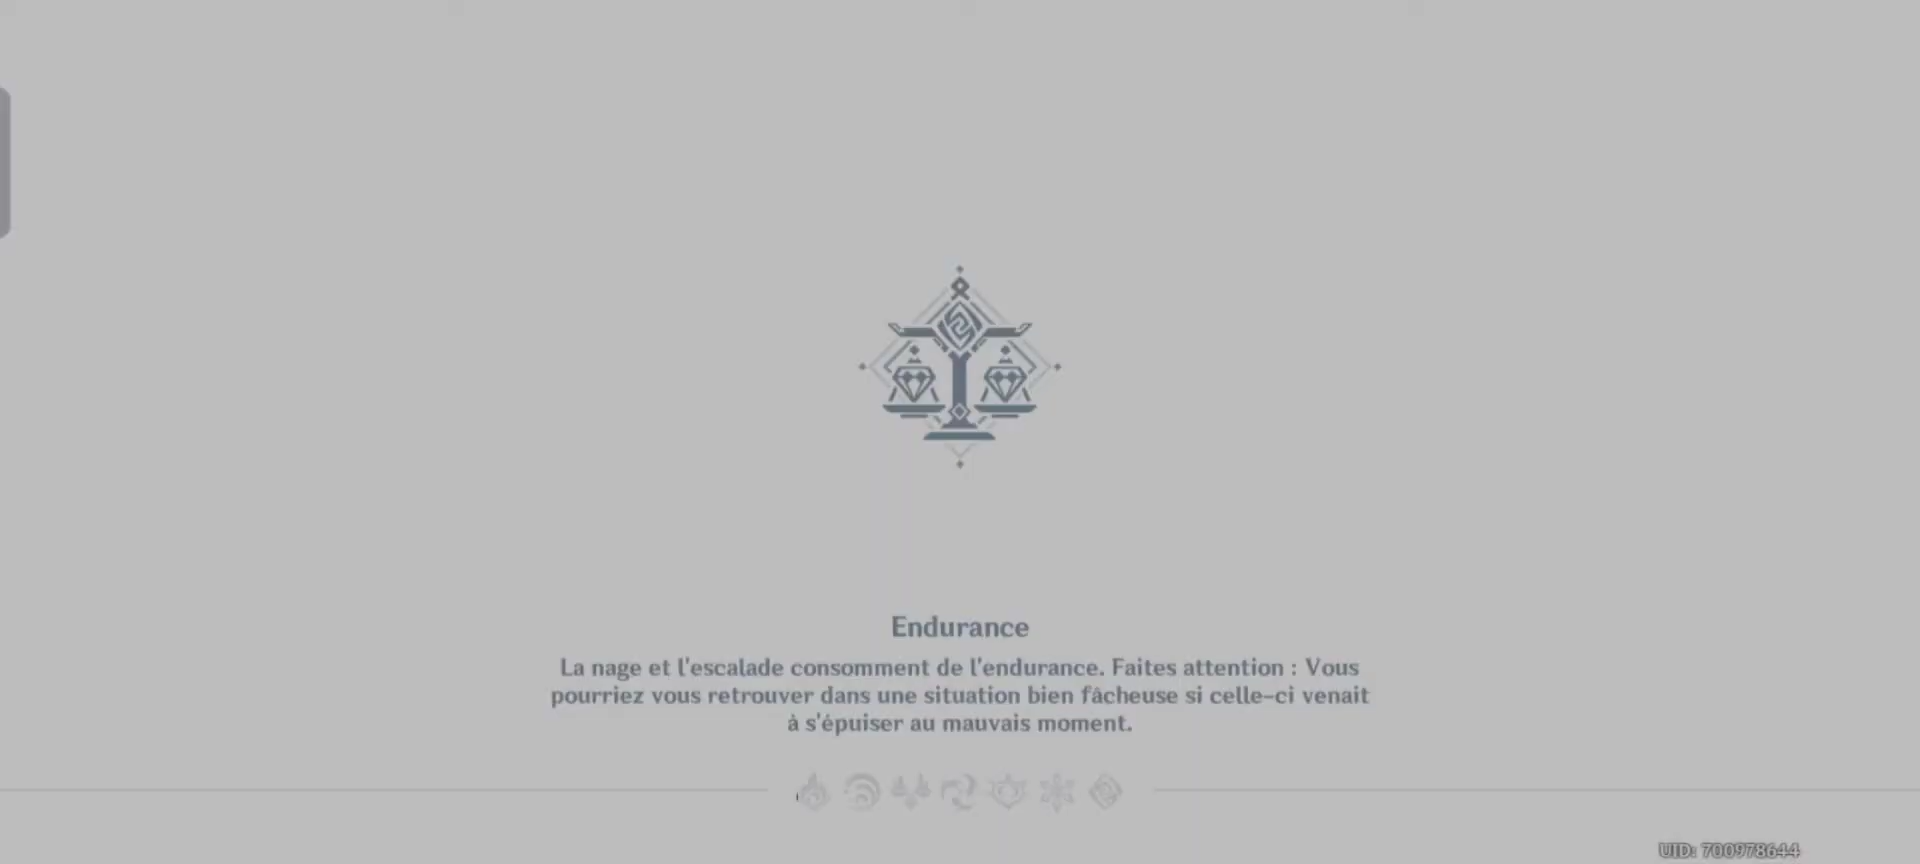 Endurance
La nage et l'escalade consomment de l'endurance. Faites attention : Vous
pourriez vous retrouver dans une situation bien fâcheuse si celle-ci venait
à s'épuiser au mauvais moment.
UID: 700978644